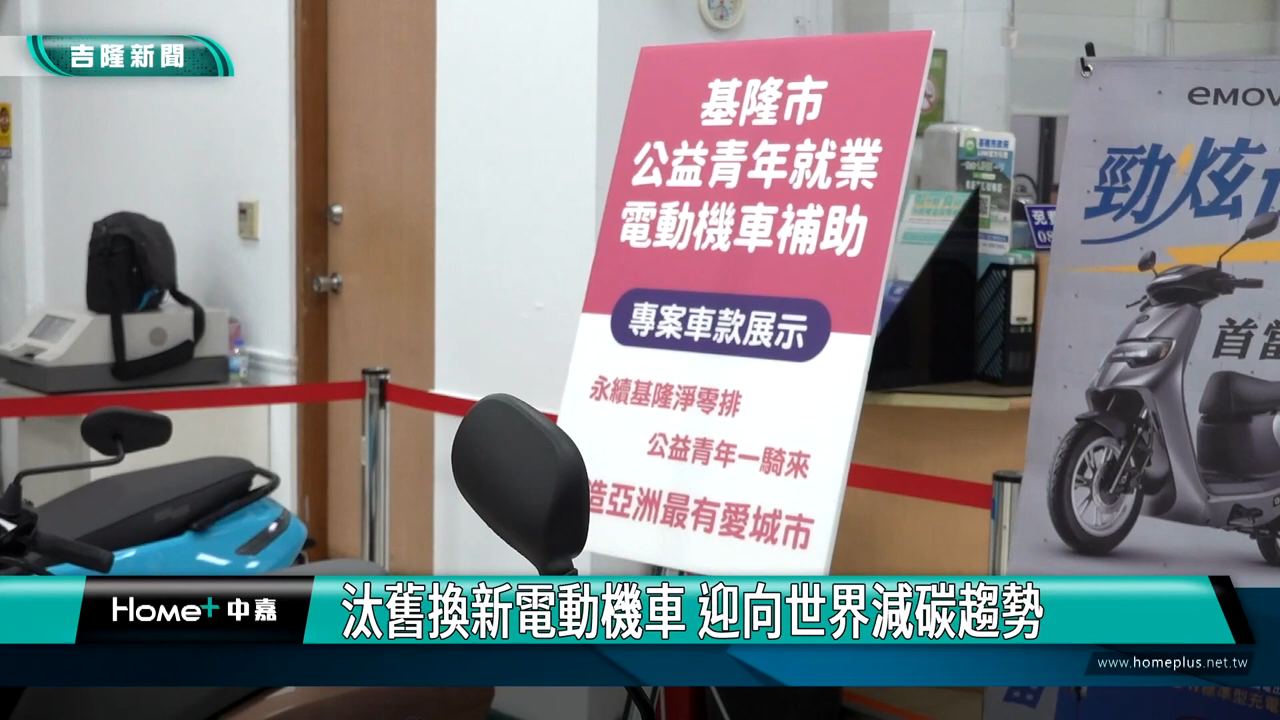 吉隆新聞
基隆市
公益青年就業
電動機車補助
專案車款展示
永續基隆淨零排
公益青年一騎來
造亞洲最有愛城市
eMOV
勁炫
首當
Home+ 中嘉
汰舊換新電動機車 迎向世界減碳趨勢
www.homeplus.net.tw